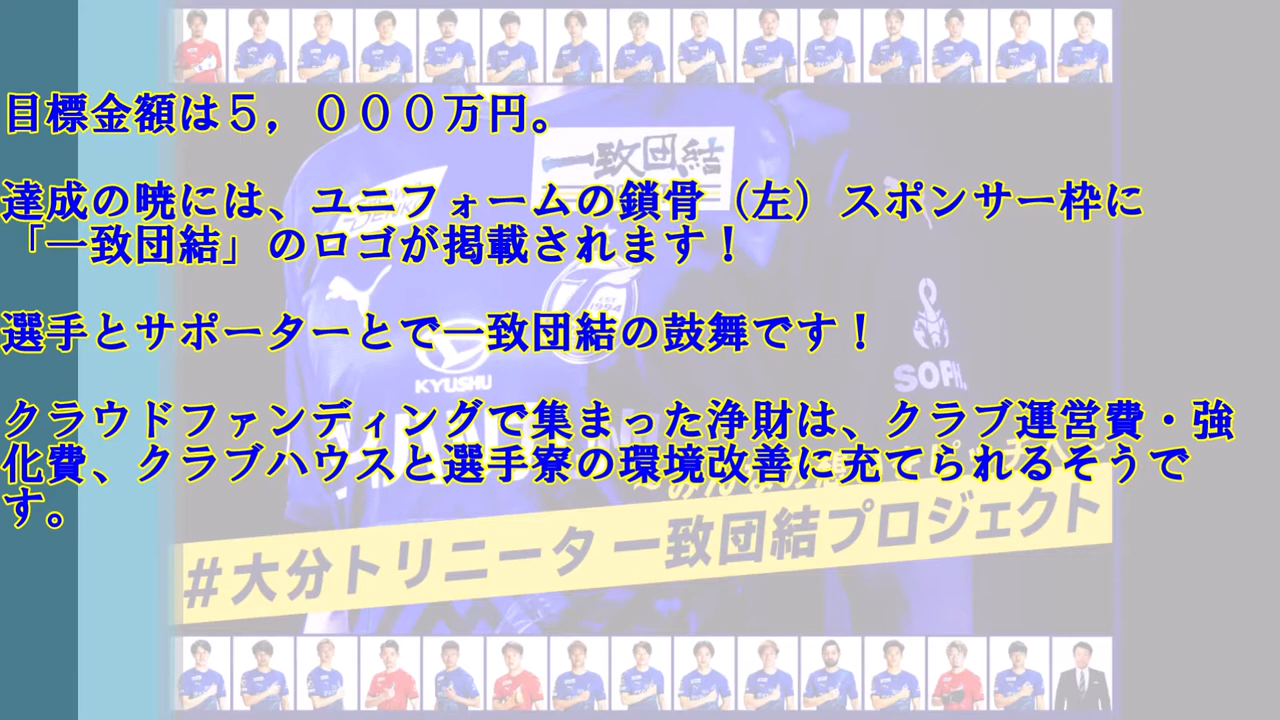 目標金額は５，０００万円。
一致団結
達成の暁には、ユニフォームの鎖骨（左）スポンサー枠に
「一致団結」のロゴが掲載されます！
EST.
1994
選手とサポーターとで一致団結の鼓舞です！
KYUSHU
SOPH.
クラウドファンディングで集まった浄財は、クラブ運営費・強
化費、クラブハウスと選手寮の環境改善に充てられるそうで
す。
#大分トリニータ 一致団結プロジェクト